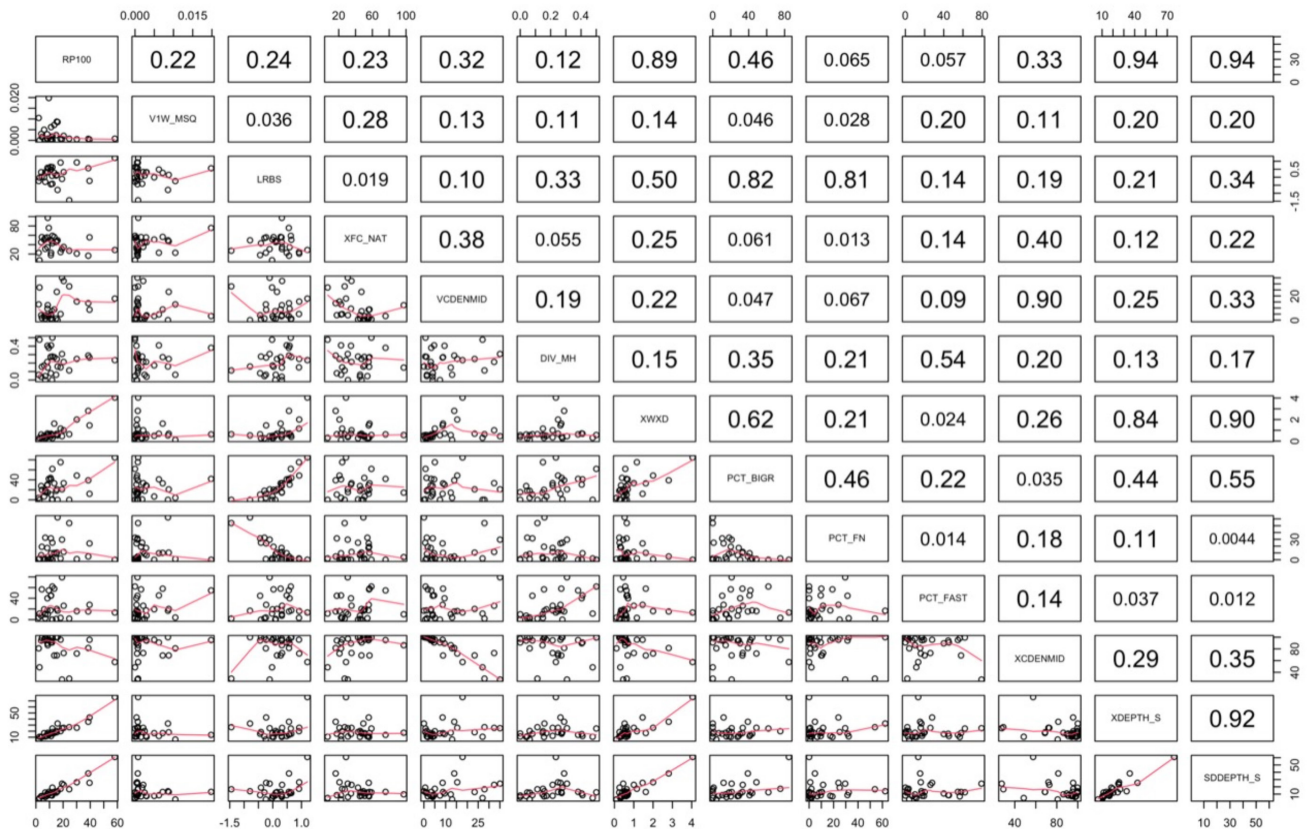 0.000 0.015 20 60 100 0.0 0.2 0.4 0 40 80 0 40 80 10 40 70
RP100 0.22 0.24 0.23 0.32 0.12 0.89 0.46 0.065 0.057 0.33 0.94 0.94 30
0.000 0.020 V1W_MSQ 0.036 0.28 0.13 0.11 0.14 0.046 0.028 0.20 0.11 0.20 0.20
LRBS 0.019 0.10 0.33 0.50 0.82 0.81 0.14 0.19 0.21 0.34 -1.5 0.5
20 80 XFC_NAT 0.38 0.055 0.25 0.061 0.013 0.14 0.40 0.12 0.22
VCDENMID 0.19 0.22 0.047 0.067 0.09 0.90 0.25 0.33 0 20
0.0 0.4 DIV_MH 0.15 0.35 0.21 0.54 0.20 0.13 0.17
XWXD 0.62 0.21 0.024 0.26 0.84 0.90 0 2 4
0 40 PCT_BIGR 0.46 0.22 0.035 0.44 0.55
PCT_FN 0.014 0.18 0.11 0.0044 0 30
0 40 PCT_FAST 0.14 0.037 0.012
XCDENMID 0.29 0.35 40 80
10 50 XDEPTH_S 0.92
SDDEPTH_S 10 50
0 20 40 60 -1.5 0.0 1.0 0 10 25 0 1 2 3 4 0 20 40 60 40 80 10 30 50